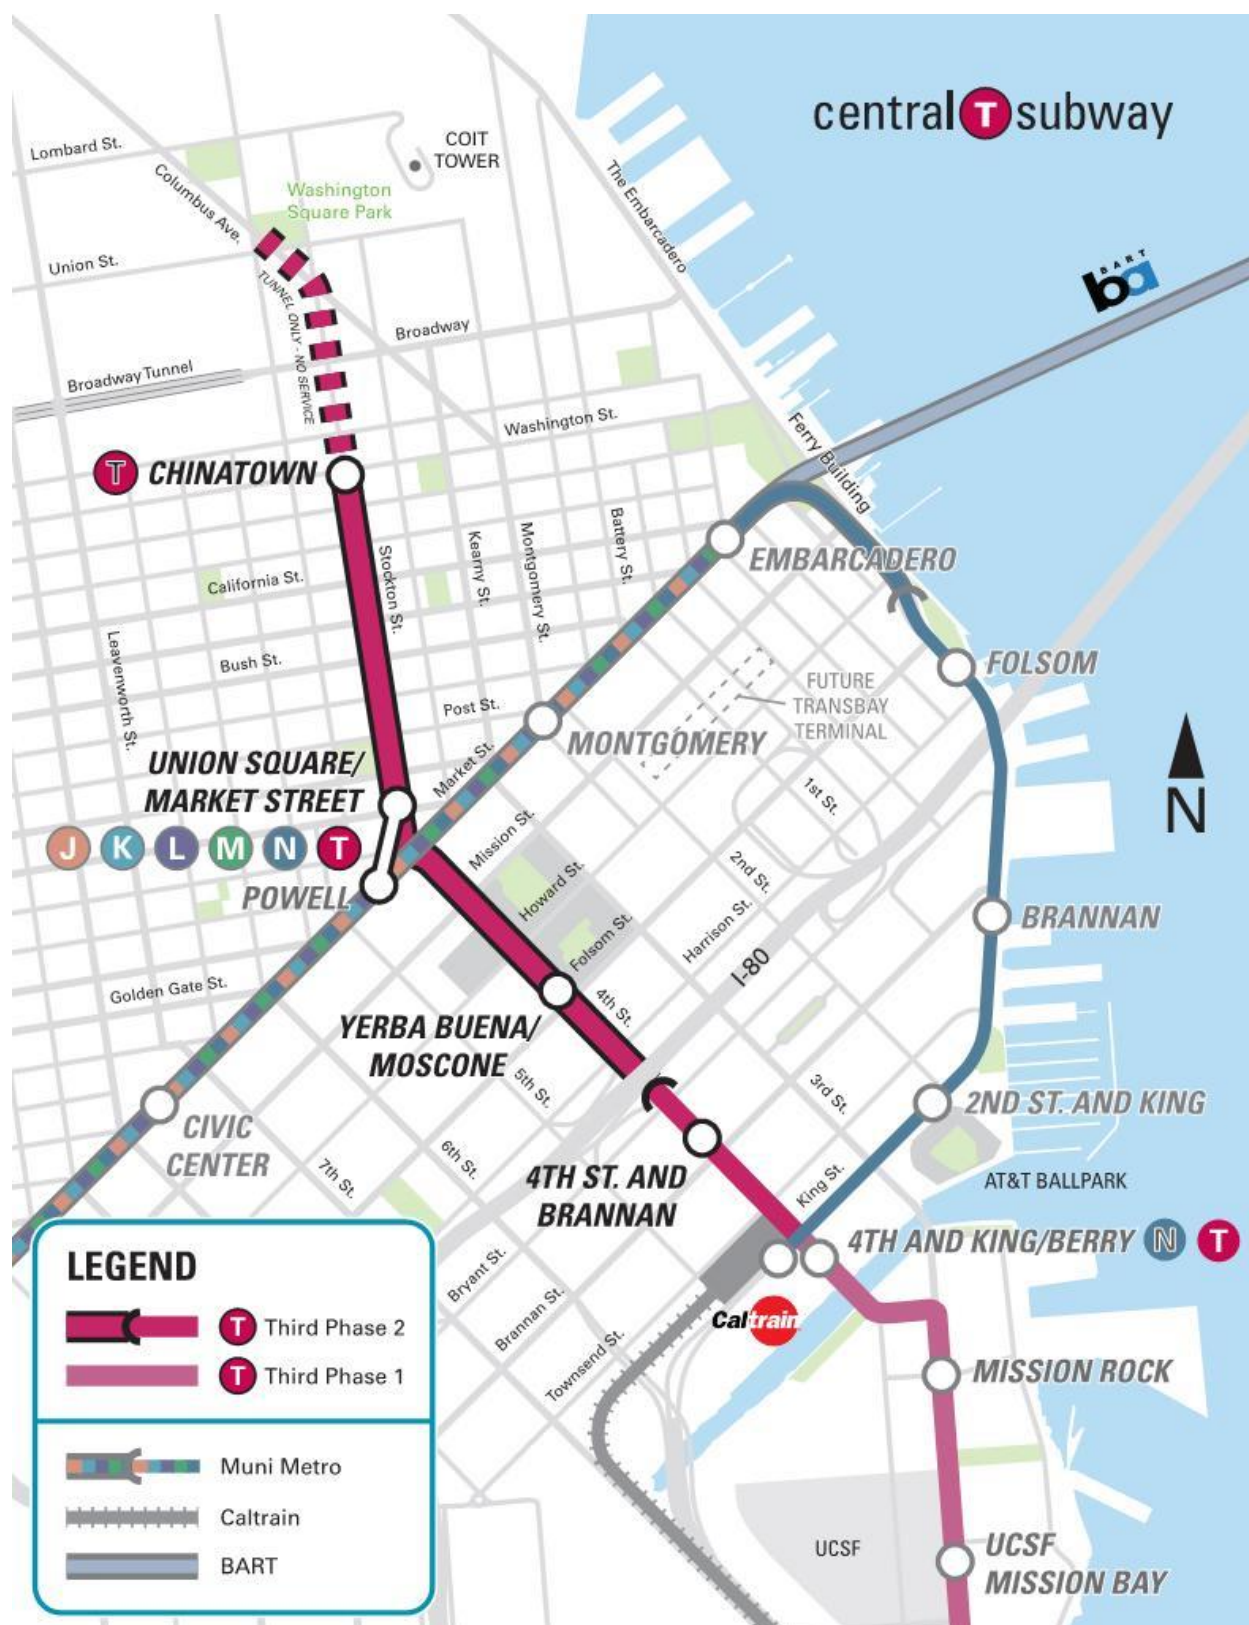 central T subway
COIT
TOWER
Lombard St.
Columbus Ave.
Washington
Square Park
The Embarcadero
Union St.
TUNNEL ONLY - NO SERVICE
BART
ba
Broadway
Broadway Tunnel
Washington St.
Ferry Building
T CHINATOWN
Stockton St.
Kearny St.
Montgomery St.
Battery St.
EMBARCADERO
California St.
Leavenworth St.
Bush St.
FOLSOM
FUTURE
TRANSBAY
TERMINAL
Post St.
MONTGOMERY
Market St.
UNION SQUARE/
MARKET STREET
J K L M N T
POWELL
1st St.
N
Mission St.
Howard St.
2nd St.
Folsom St.
Harrison St.
BRANNAN
I-80
Golden Gate St.
4th St.
YERBA BUENA/
MOSCONE
5th St.
3rd St.
2ND ST. AND KING
CIVIC
CENTER
6th St.
7th St.
4TH ST. AND
BRANNAN
King St.
AT&T BALLPARK
4TH AND KING/BERRY N T
Bryant St.
Brannan St.
Caltrain
Townsend St.
MISSION ROCK
UCSF
UCSF
MISSION BAY
LEGEND
T Third Phase 2
T Third Phase 1
Muni Metro
Caltrain
BART